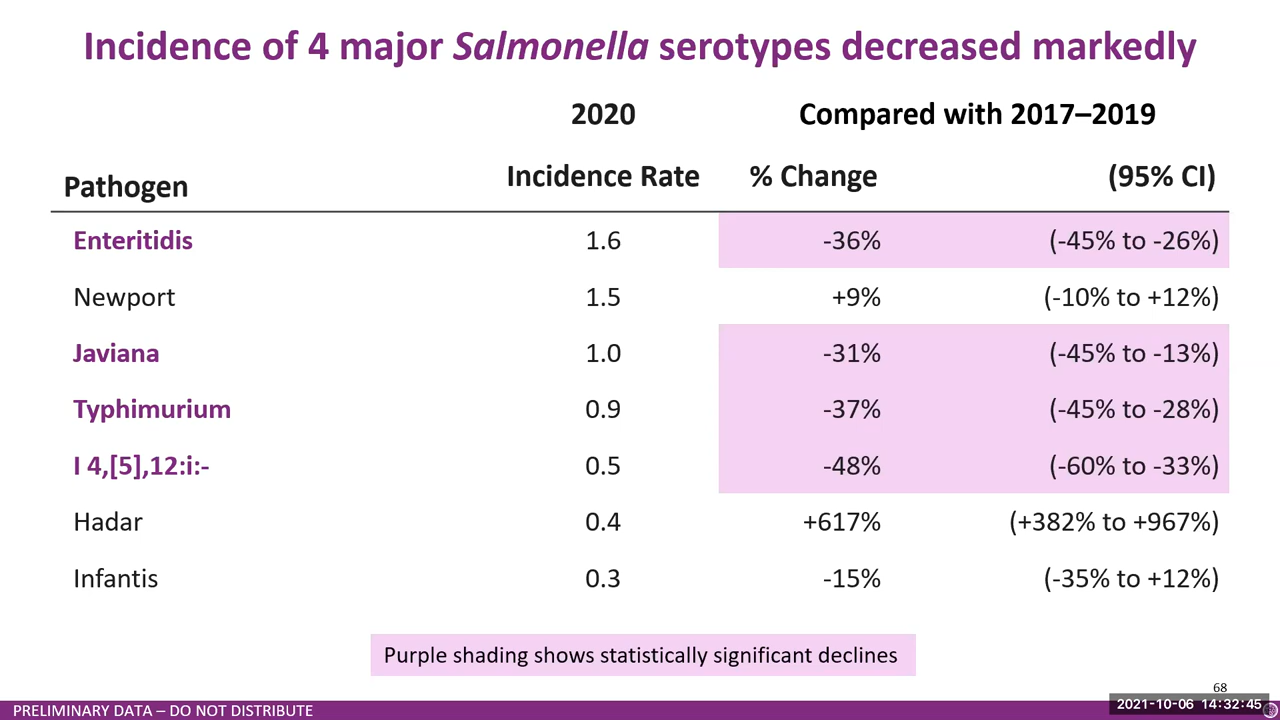 Incidence of 4 major Salmonella serotypes decreased markedly
2020 Compared with 2017–2019
Pathogen Incidence Rate % Change (95% CI)
Enteritidis 1.6 -36% (-45% to -26%)
Newport 1.5 +9% (-10% to +12%)
Javiana 1.0 -31% (-45% to -13%)
Typhimurium 0.9 -37% (-45% to -28%)
I 4,[5],12:i:- 0.5 -48% (-60% to -33%)
Hadar 0.4 +617% (+382% to +967%)
Infantis 0.3 -15% (-35% to +12%)
Purple shading shows statistically significant declines
68
PRELIMINARY DATA – DO NOT DISTRIBUTE
2021-10-06 14:32:45